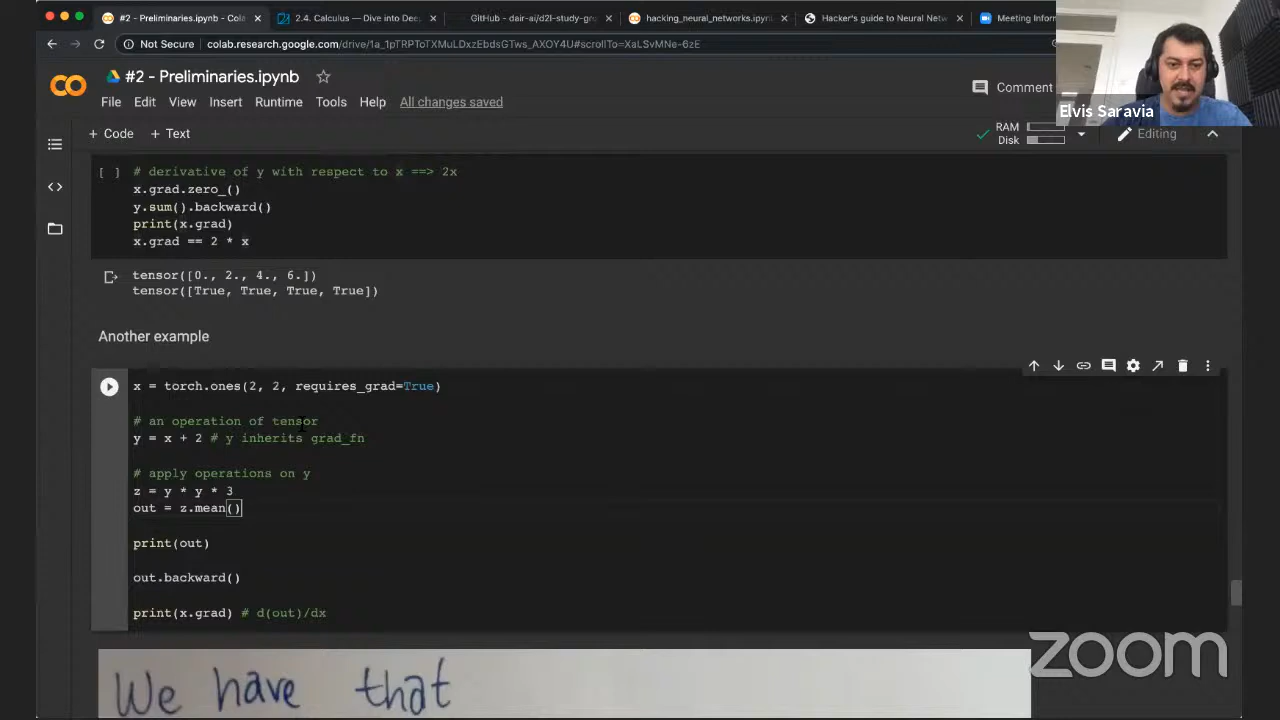 #2 - Preliminaries.ipynb - Cola
2.4. Calculus — Dive into Dee
GitHub - dair-ai/d2l-study-gro
hacking_neural_networks.ipynb
Hacker's guide to Neural Netw
Meeting Inform
Not Secure
colab.research.google.com/drive/1a_1pTRPToTXMuLDxzEbdsGTws_AXOY4U#scrollTo=XaLSvMNe-6zE
#2 - Preliminaries.ipynb
Comment
Elvis Saravia
File Edit View Insert Runtime Tools Help All changes saved
+ Code + Text
RAM
Disk
Editing
[ ] # derivative of y with respect to x ==> 2x
x.grad.zero_()
y.sum().backward()
print(x.grad)
x.grad == 2 * x
tensor([0., 2., 4., 6.])
tensor([True, True, True, True])
Another example
x = torch.ones(2, 2, requires_grad=True)
# an operation of tensor
y = x + 2 # y inherits grad_fn
# apply operations on y
z = y * y * 3
out = z.mean()
print(out)
out.backward()
print(x.grad) # d(out)/dx
We have that
zoom